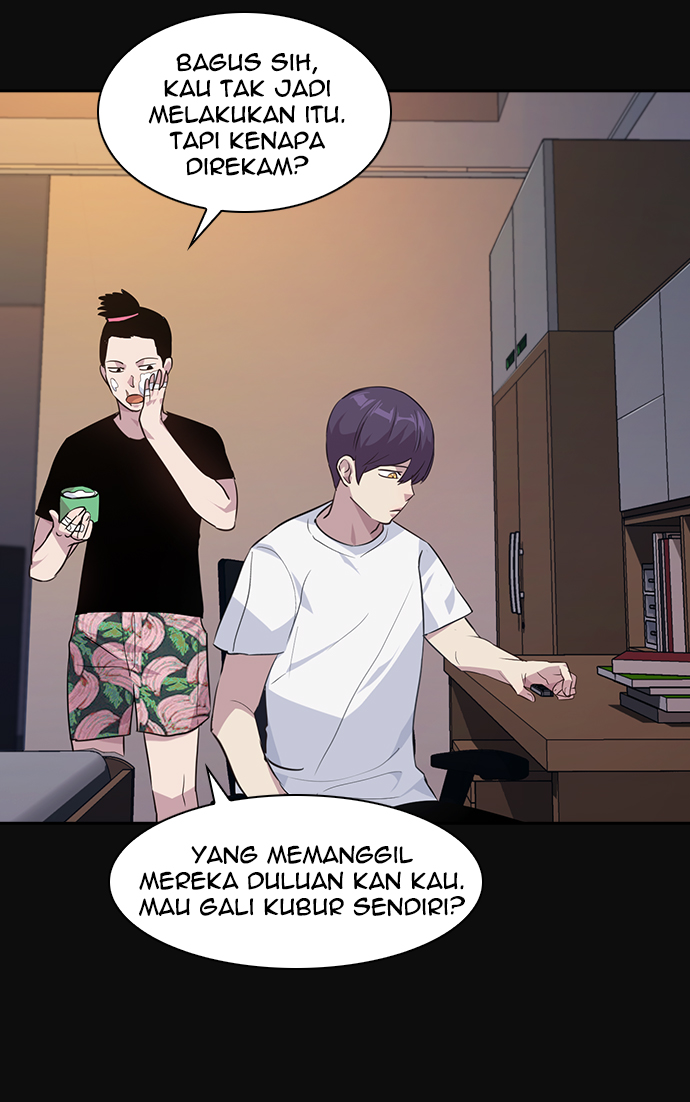 BAGUS SIH,
KAU TAK JADI
MELAKUKAN ITU.
TAPI KENAPA
DIREKAM?
YANG MEMANGGIL
MEREKA DULUAN KAN KAU.
MAU GALI KUBUR SENDIRI?